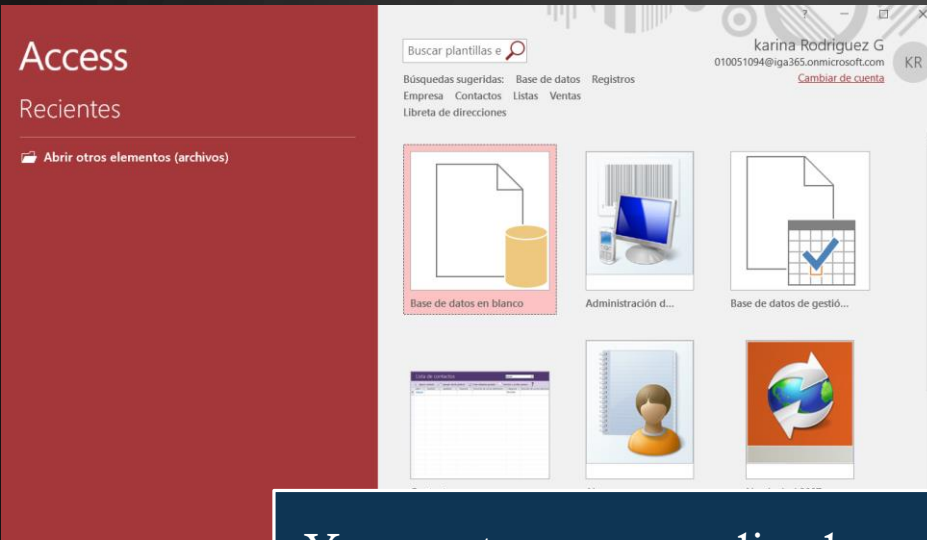 Access
Recientes
Abrir otros elementos (archivos)
Buscar plantillas e
Búsquedas sugeridas: Base de datos Registros
Empresa Contactos Listas Ventas
Libreta de direcciones
? 
karina Rodriguez G
010051094@iga365.onmicrosoft.com
Cambiar de cuenta
KR
Base de datos en blanco
Administración d...
Base de datos de gestió...
Lista de contactos